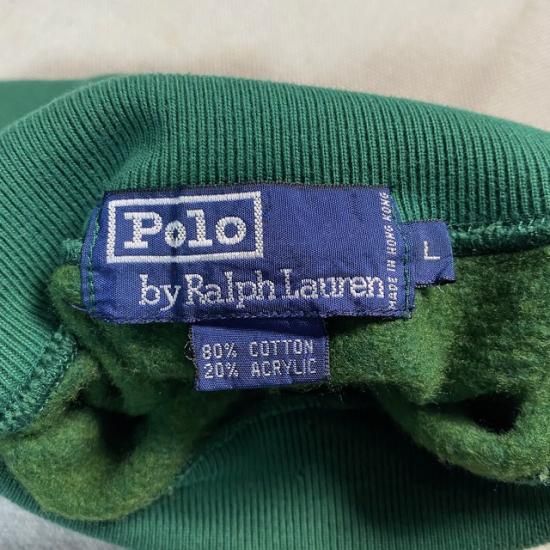 Polo
by Ralph Lauren
MADE IN HONG KONG
L
80% COTTON
20% ACRYLIC